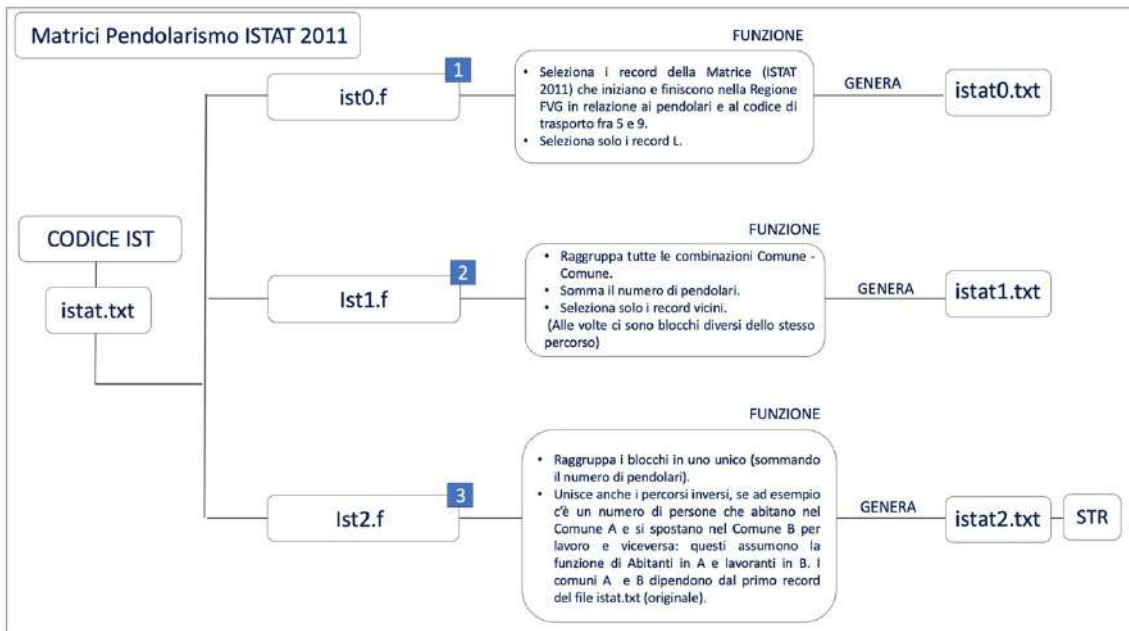 Matrici Pendolarismo ISTAT 2011
FUNZIONE
1
ist0.f
• Seleziona i record della Matrice (ISTAT
2011) che iniziano e finiscono nella Regione
FVG in relazione ai pendolari e al codice di
trasporto fra 5 e 9.
• Seleziona solo i record L.
GENERA
istat0.txt
CODICE IST
istat.txt
FUNZIONE
2
Ist1.f
• Raggruppa tutte le combinazioni Comune -
Comune.
• Somma il numero di pendolari.
• Seleziona solo i record vicini.
(Alle volte ci sono blocchi diversi dello stesso
percorso)
GENERA
istat1.txt
FUNZIONE
3
Ist2.f
• Raggruppa i blocchi in uno unico (sommando
il numero di pendolari).
• Unisce anche i percorsi inversi, se ad esempio
c'è un numero di persone che abitano nel
Comune A e si spostano nel Comune B per
lavoro e viceversa: questi assumono la
funzione di Abitanti in A e lavoranti in B. I
comuni A e B dipendono dal primo record
del file istat.txt (originale).
GENERA
istat2.txt
STR